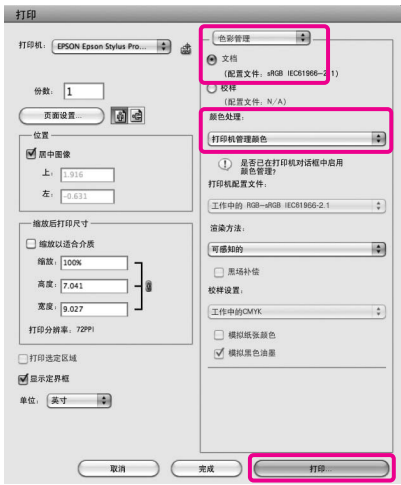 打印
打印机: EPSON Epson Stylus Pro...
份数: 1
页面设置...
位置
居中图像
上: 1.916
左: -0.631
缩放后打印尺寸
缩放以适合介质
缩放: 100%
高度: 7.041
宽度: 9.027
打印分辨率: 72PPI
打印选定区域
显示定界框
单位: 英寸
色彩管理
文档
(配置文件: sRGB IEC61966-2.1)
校样
(配置文件: N/A)
颜色处理:
打印机管理颜色
是否已在打印机对话框中启用
颜色管理?
打印机配置文件:
工作中的 RGB-sRGB IEC61966-2.1
渲染方法:
可感知的
黑场补偿
校样设置:
工作中的CMYK
模拟纸张颜色
模拟黑色油墨
取消
完成
打印...